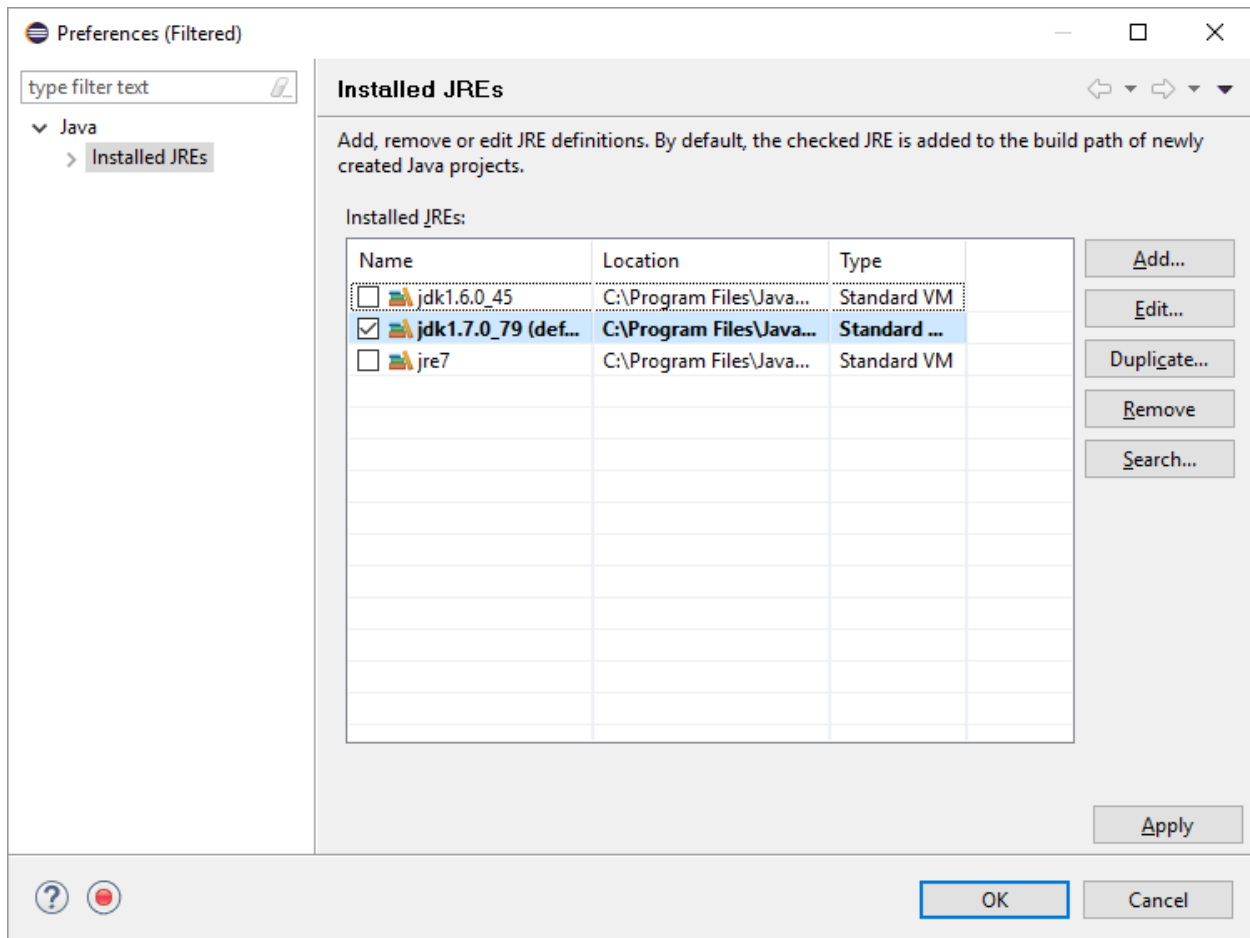 Preferences (Filtered)
type filter text
Java
Installed JREs
Installed JREs
Add, remove or edit JRE definitions. By default, the checked JRE is added to the build path of newly
created Java projects.
Installed JREs:
Name Location Type
jdk1.6.0_45 C:\Program Files\Java... Standard VM
jdk1.7.0_79 (def... C:\Program Files\Java... Standard ...
jre7 C:\Program Files\Java... Standard VM
Add...
Edit...
Duplicate...
Remove
Search...
Apply
OK
Cancel